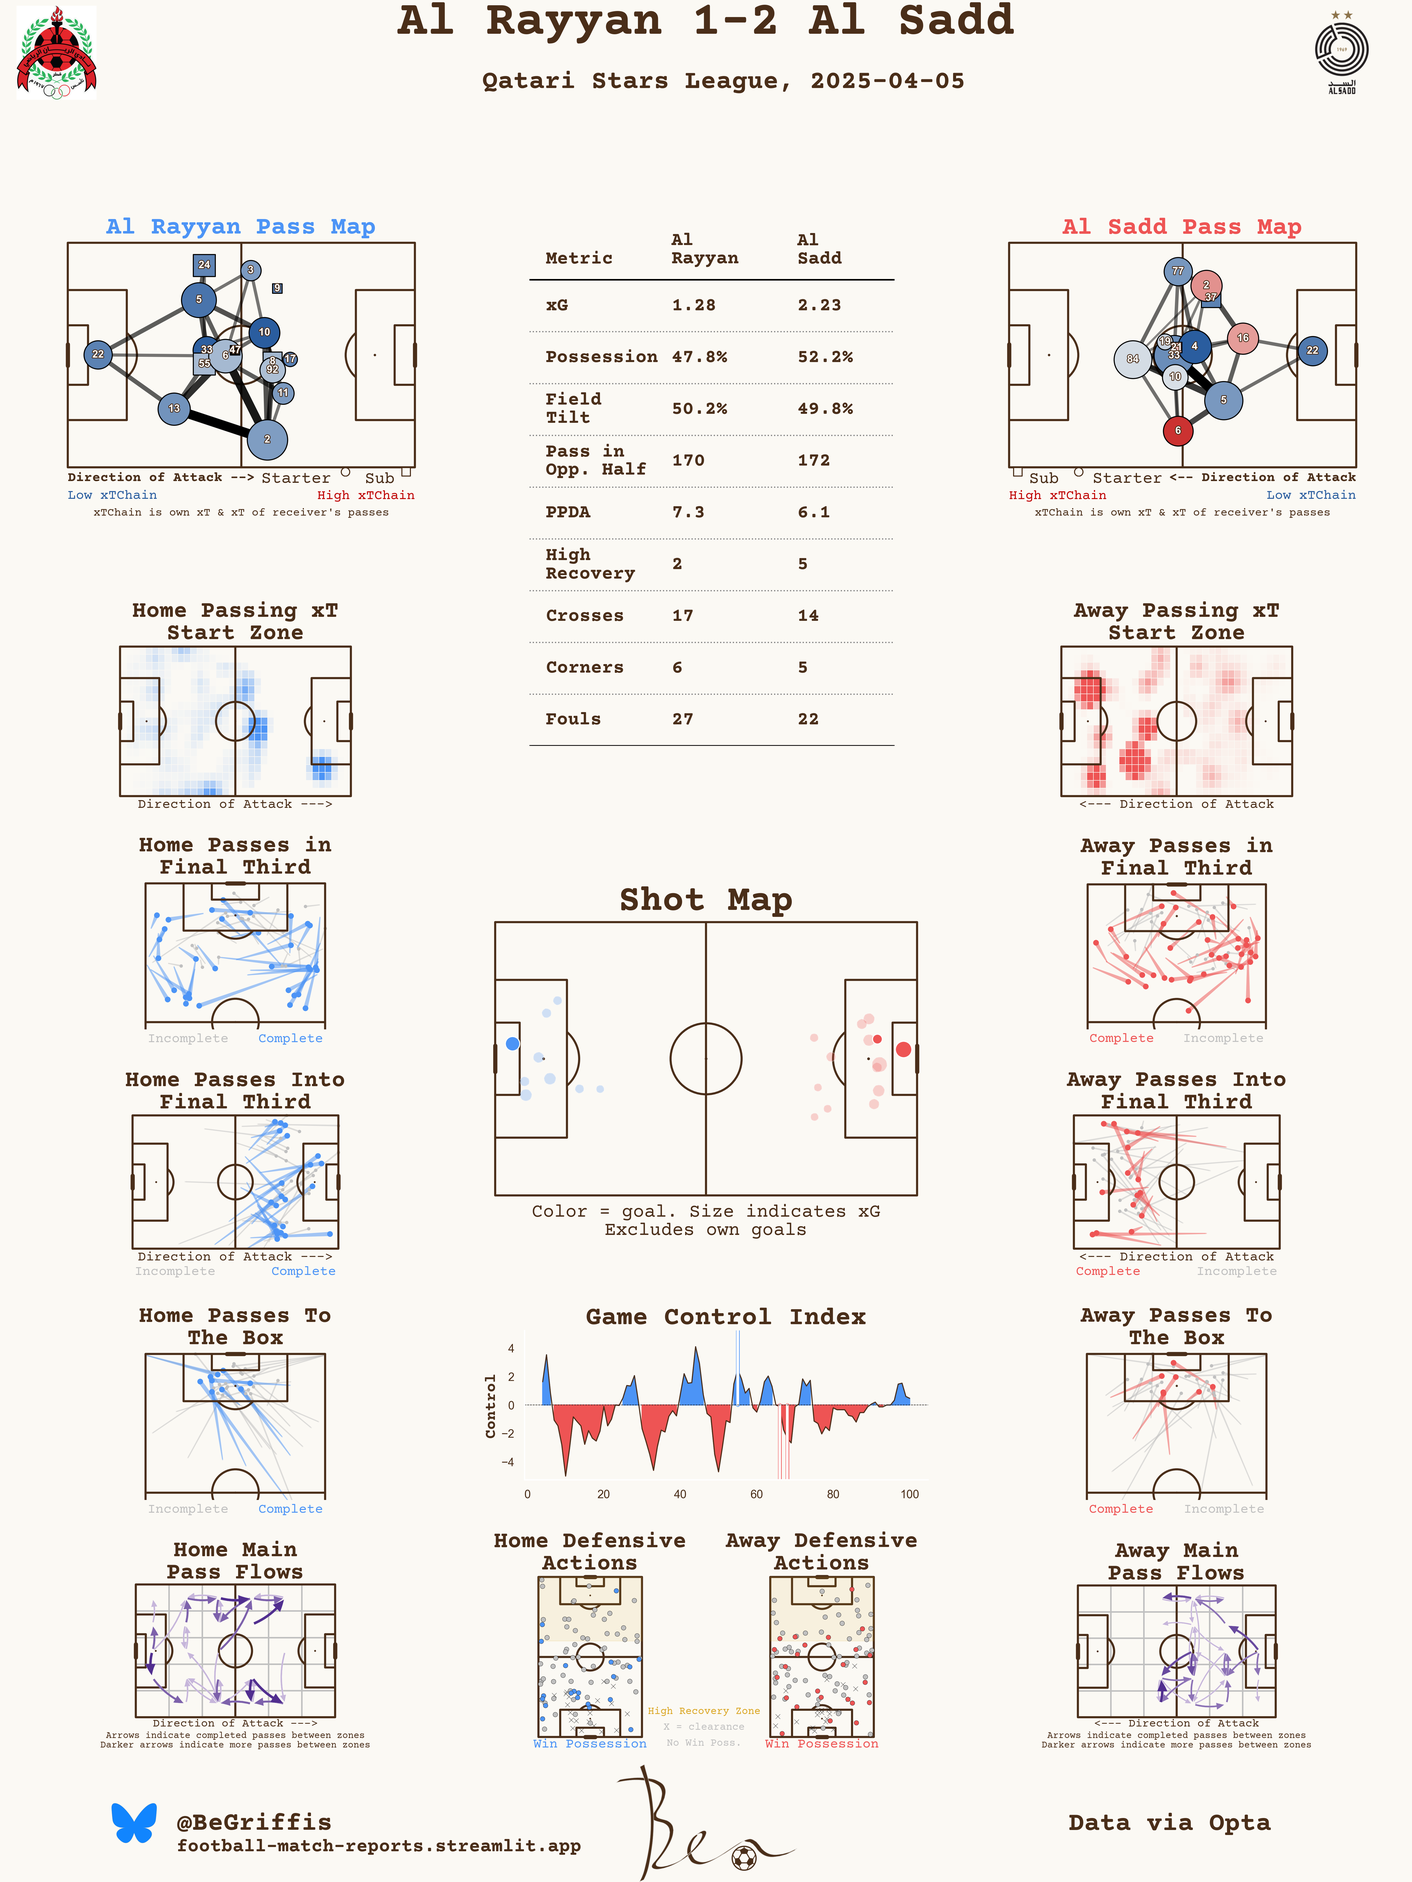 Al Rayyan 1-2 Al Sadd
Qatari Stars League, 2025-04-05
1969
السد
ALSADD
Al Rayyan Pass Map
24
3
9
5
10
22
33
47
6
55
8
17
92
11
13
2
Direction of Attack --> Starter Sub
Low xTChain High xTChain
xTChain is own xT & xT of receiver's passes
Metric Al Rayyan Al Sadd
xG 1.28 2.23
Possession 47.8% 52.2%
Field Tilt 50.2% 49.8%
Pass in Opp. Half 170 172
PPDA 7.3 6.1
High Recovery 2 5
Crosses 17 14
Corners 6 5
Fouls 27 22
Al Sadd Pass Map
77
2
37
16
19
21
4
22
84
33
10
5
6
Sub Starter <-- Direction of Attack
High xTChain Low xTChain
xTChain is own xT & xT of receiver's passes
Home Passing xT
Start Zone
Direction of Attack --->
Away Passing xT
Start Zone
<--- Direction of Attack
Home Passes in
Final Third
Incomplete Complete
Away Passes in
Final Third
Complete Incomplete
Shot Map
Color = goal. Size indicates xG
Excludes own goals
Home Passes Into
Final Third
Direction of Attack --->
Incomplete Complete
Away Passes Into
Final Third
<--- Direction of Attack
Complete Incomplete
Home Passes To
The Box
Incomplete Complete
Game Control Index
Control
4
2
0
−2
−4
0 20 40 60 80 100
Away Passes To
The Box
Complete Incomplete
Home Main
Pass Flows
Direction of Attack --->
Arrows indicate completed passes between zones
Darker arrows indicate more passes between zones
Home Defensive
Actions
Win Possession
High Recovery Zone
X = clearance
No Win Poss.
Away Defensive
Actions
Win Possession
Away Main
Pass Flows
<--- Direction of Attack
Arrows indicate completed passes between zones
Darker arrows indicate more passes between zones
@BeGriffis
football-match-reports.streamlit.app
Ben
Data via Opta